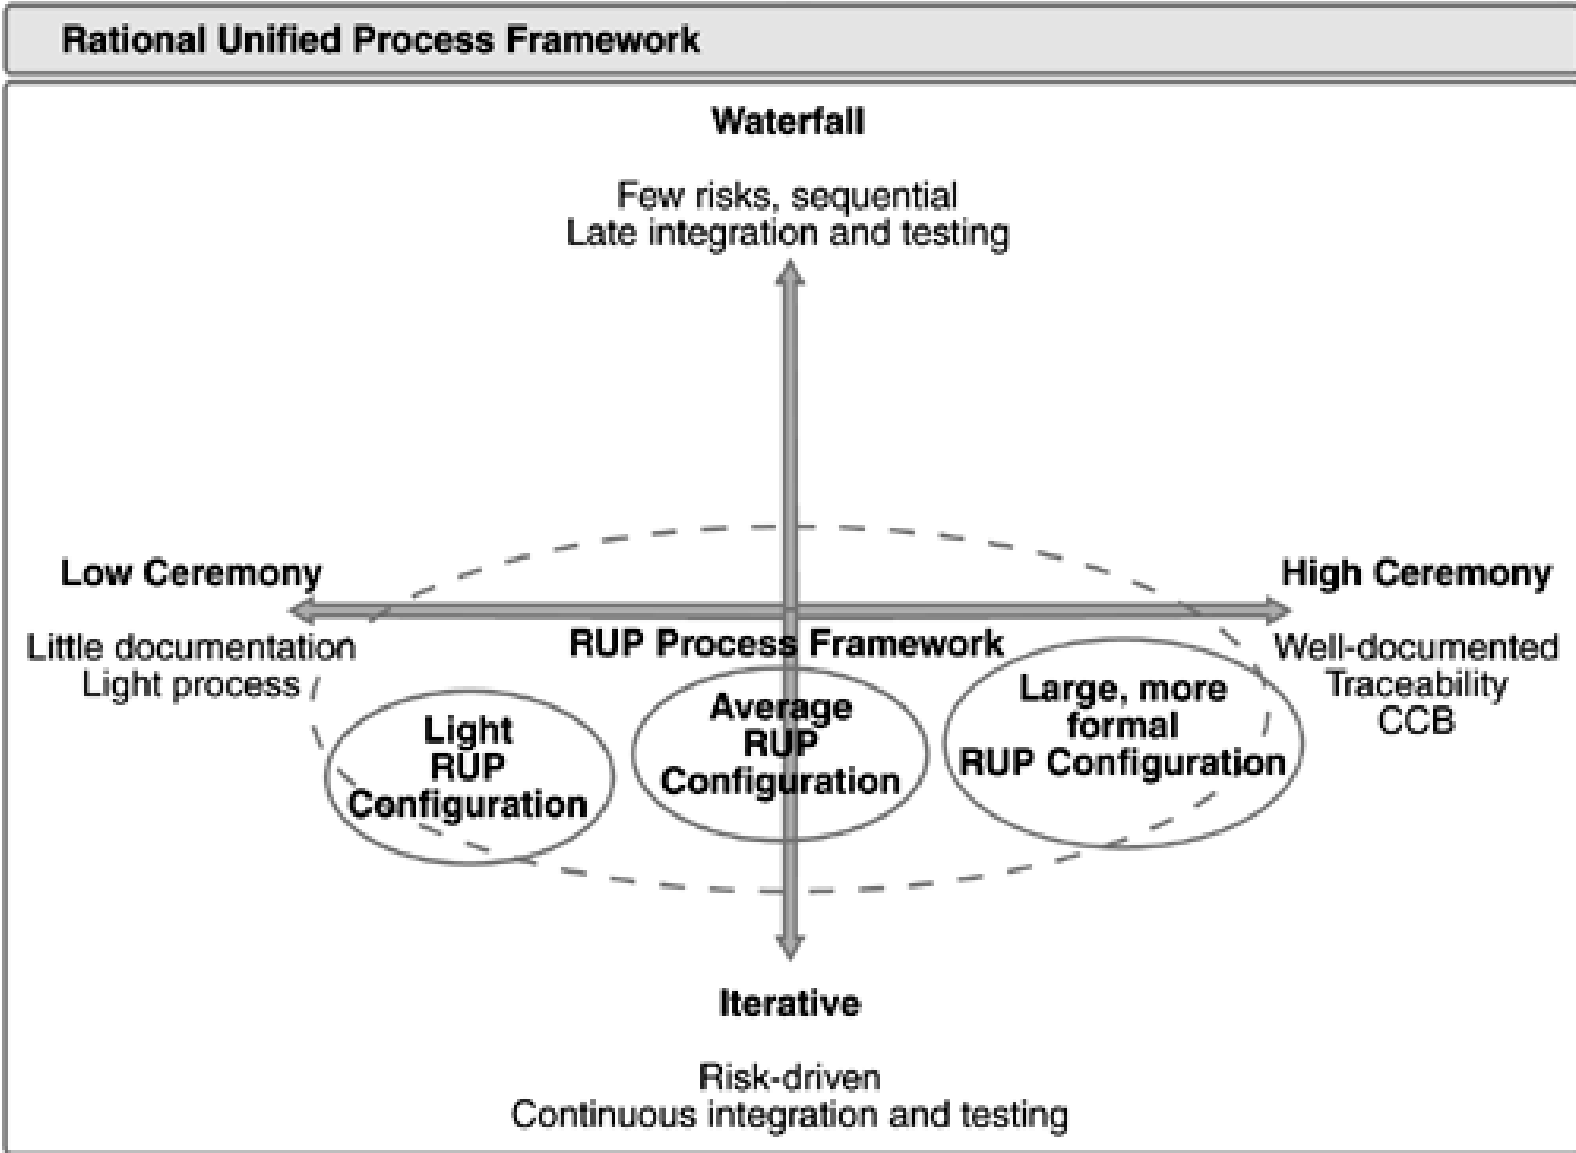 Rational Unified Process Framework
Waterfall
Few risks, sequential
Late integration and testing
Low Ceremony
High Ceremony
Little documentation
Light process
RUP Process Framework
Well-documented
Traceability
CCB
Light
RUP
Configuration
Average
RUP
Configuration
Large, more
formal
RUP Configuration
Iterative
Risk-driven
Continuous integration and testing